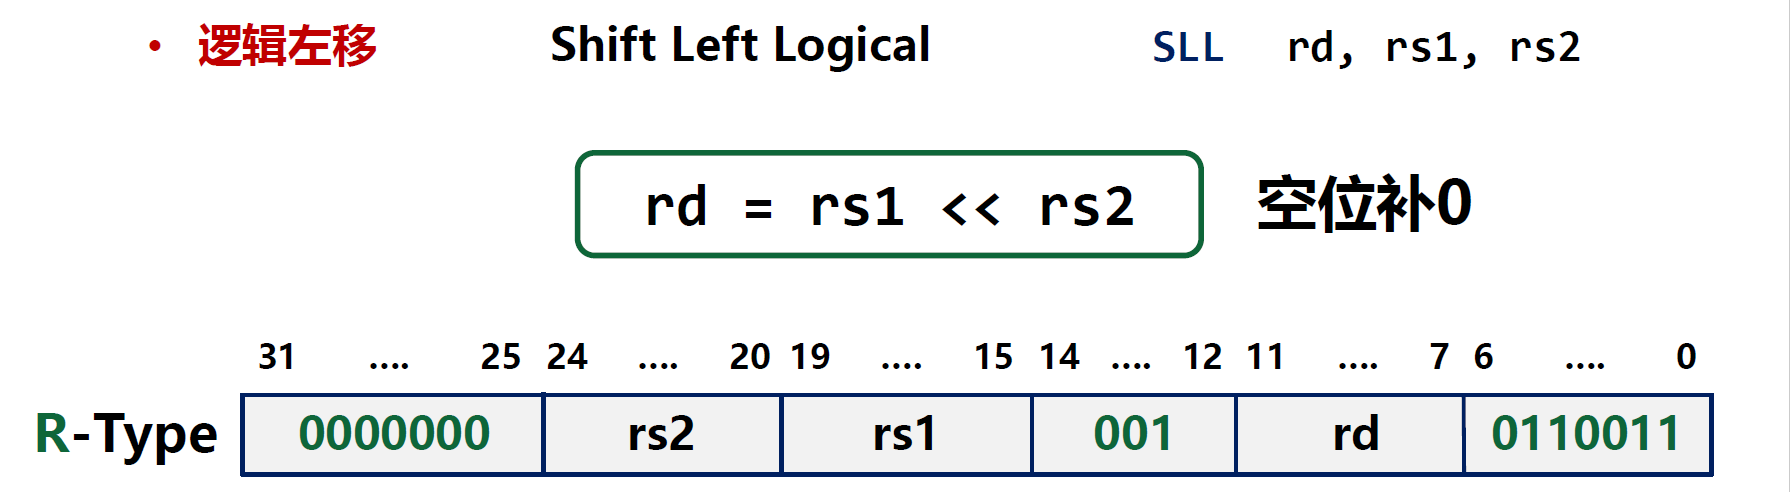 • 逻辑左移 Shift Left Logical SLL rd, rs1, rs2
rd = rs1 << rs2 空位补0
31 .... 25 24 .... 20 19 .... 15 14 .... 12 11 .... 7 6 .... 0
R-Type 0000000 rs2 rs1 001 rd 0110011